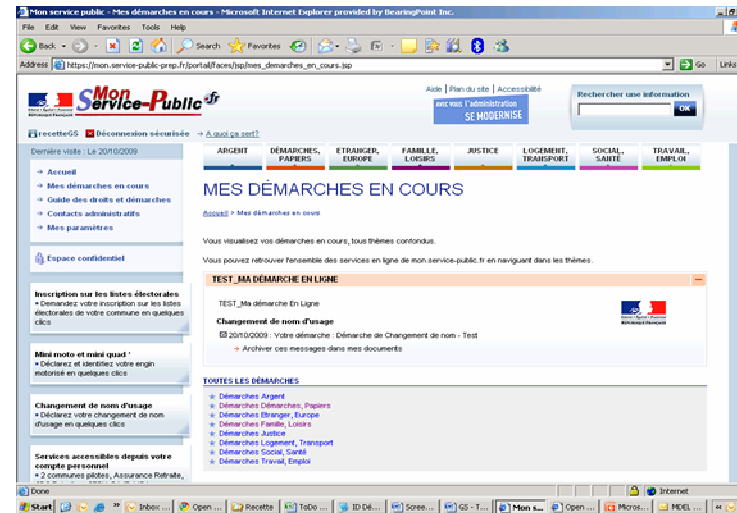 Mon service public - Mes démarches en cours - Microsoft Internet Explorer provided by BearingPoint Inc.
File Edit View Favorites Tools Help
Back Search Favorites
Address https://mon.service-public-prep.fr/portail/faces/jsp/mes_demarches_en_cours.jsp Go Links
Aide | Plan du site | Accessibilité
Mon Service-Public .fr
avec vous l'administration SE MODERNISE
Rechercher une information
OK
recetteGS Déconnexion sécurisée A quoi ça sert?
Dernière visite : Le 20/10/2009
ARGENT DÉMARCHES, PAPIERS ETRANGER, EUROPE FAMILLE, LOISIRS JUSTICE LOGEMENT, TRANSPORT SOCIAL, SANTÉ TRAVAIL, EMPLOI
Accueil
Mes démarches en cours
Guide des droits et démarches
Contacts administratifs
Mes paramètres
Espace confidentiel
MES DÉMARCHES EN COURS
Accueil > Mes démarches en cours
Vous visualisez vos démarches en cours, tous thèmes confondus.
Vous pouvez retrouver l'ensemble des services en ligne de mon.service-public.fr en naviguant dans les thèmes.
TEST_MA DÉMARCHE EN LIGNE
TEST_Ma démarche En Ligne
Changement de nom d'usage
20/10/2009 : Votre démarche : Démarche de Changement de nom - Test
Archiver ces messages dans mes documents
Inscription sur les listes électorales
Demandez votre inscription sur les listes
électorales de votre commune en quelques
clics
Mini moto et mini quad '
Déclarez et identifiez votre engin
motorisé en quelques clics
Changement de nom d'usage
Déclarez votre changement de nom
d'usage en quelques clics
Services accessibles depuis votre
compte personnel
2 communes pilotes, Assurance Retraite,
TOUTES LES DÉMARCHES
Démarches Argent
Démarches Démarches, Papiers
Démarches Etranger, Europe
Démarches Famille, Loisirs
Démarches Justice
Démarches Logement, Transport
Démarches Social, Santé
Démarches Travail, Emploi
Done Internet
Start Inbox ... Open ... Recette ToDo ... ID Dé... Scree... GS - T... Mon s... Open ... Micros... MDEL ...